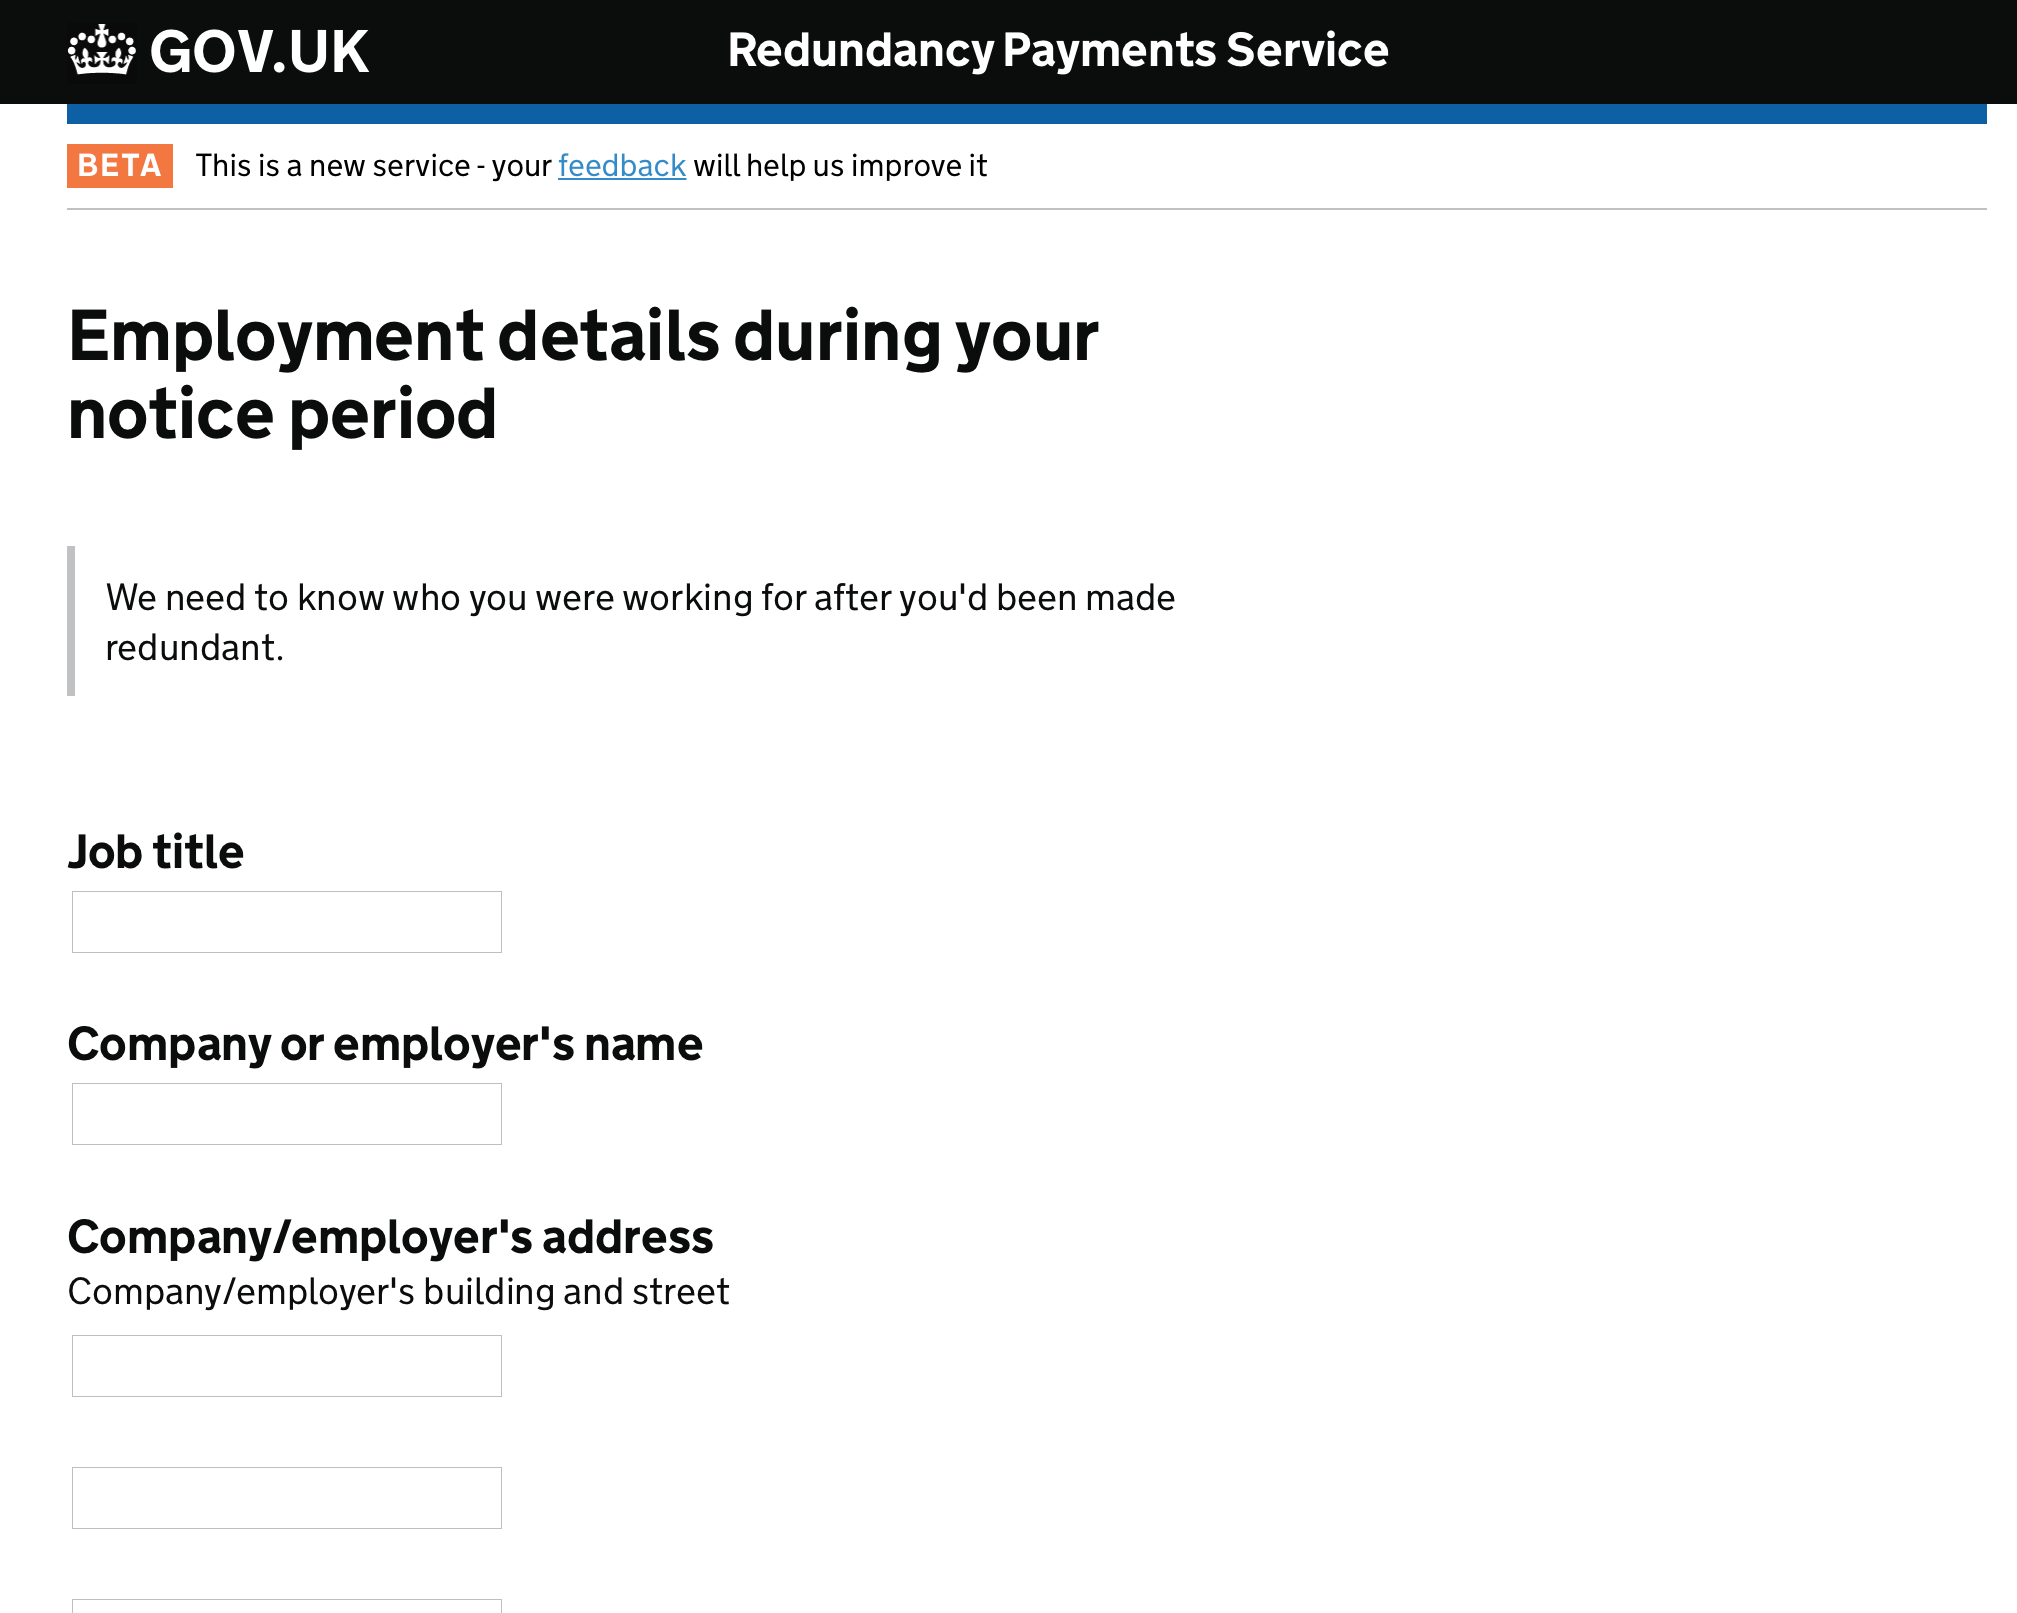 GOV.UK
Redundancy Payments Service
BETA This is a new service - your feedback will help us improve it
Employment details during your
notice period
We need to know who you were working for after you'd been made
redundant.
Job title
Company or employer's name
Company/employer's address
Company/employer's building and street